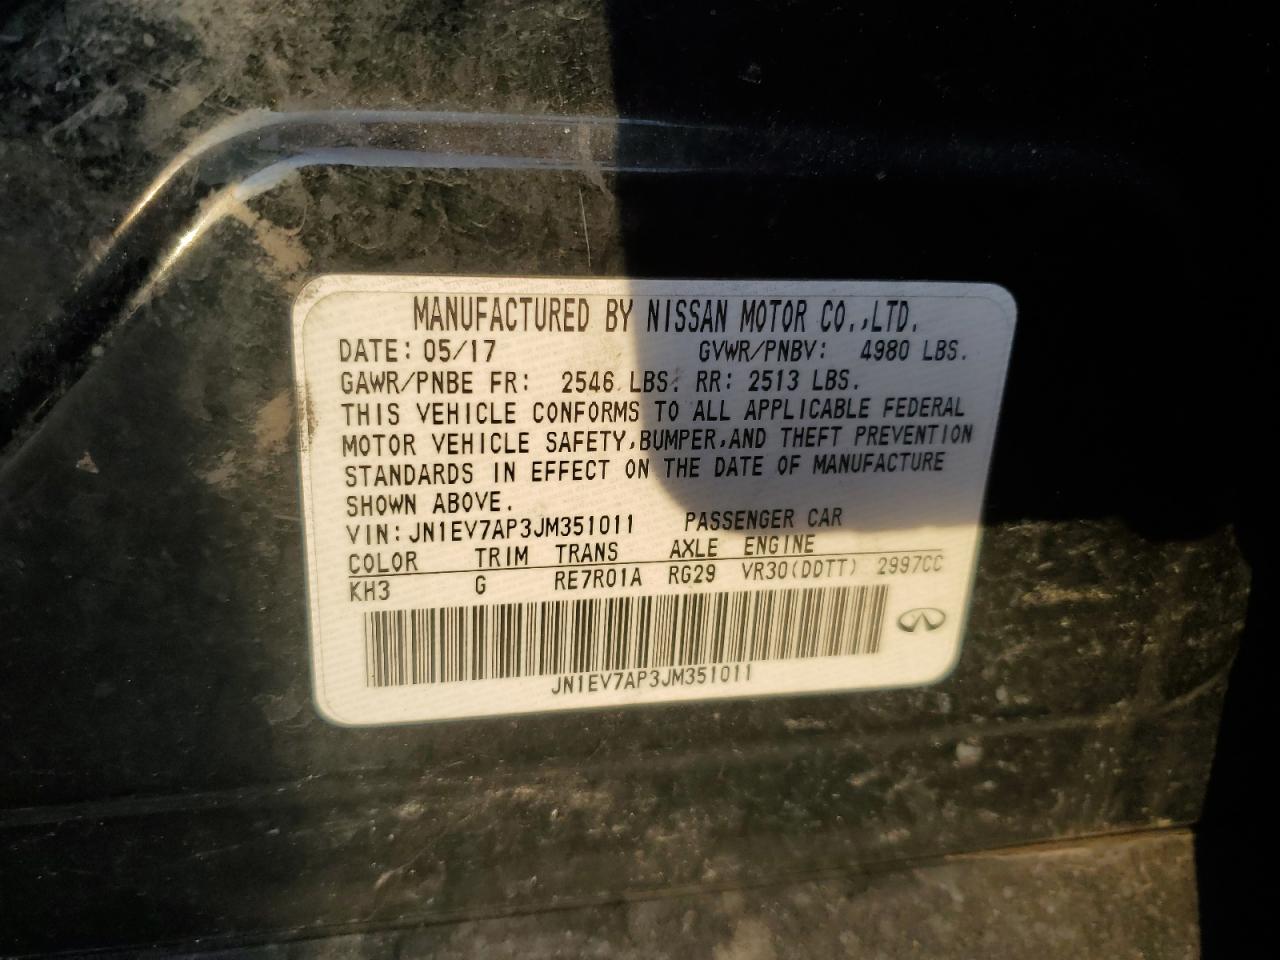 MANUFACTURED BY NISSAN MOTOR CO.,LTD.
DATE: 05/17 GVWR/PNBV: 4980 LBS.
GAWR/PNBE FR: 2546 LBS. RR: 2513 LBS.
THIS VEHICLE CONFORMS TO ALL APPLICABLE FEDERAL
MOTOR VEHICLE SAFETY,BUMPER,AND THEFT PREVENTION
STANDARDS IN EFFECT ON THE DATE OF MANUFACTURE
SHOWN ABOVE.
VIN: JN1EV7AP3JM351011 PASSENGER CAR
COLOR TRIM TRANS AXLE ENGINE
KH3 G RE7R01A RG29 VR30(DDTT) 2997CC
JN1EV7AP3JM351011